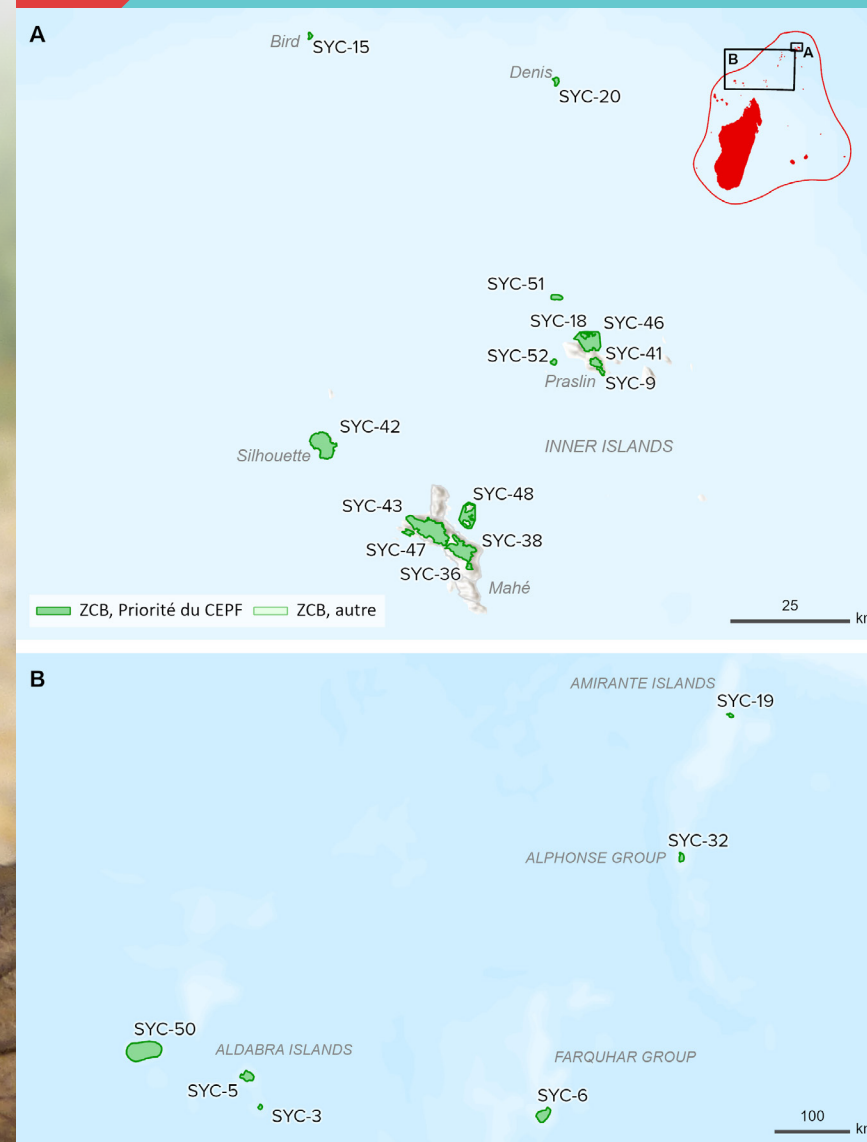 A
Bird
SYC-15
Denis
SYC-20
B
A
SYC-51
SYC-18
SYC-46
SYC-52
SYC-41
Praslin
SYC-9
SYC-42
Silhouette
INNER ISLANDS
SYC-48
SYC-43
SYC-38
SYC-47
SYC-36
Mahé
ZCB, Priorité du CEPF
ZCB, autre
25
km
B
AMIRANTE ISLANDS
SYC-19
SYC-32
ALPHONSE GROUP
SYC-50
ALDABRA ISLANDS
FARQUHAR GROUP
SYC-5
SYC-6
SYC-3
100
km